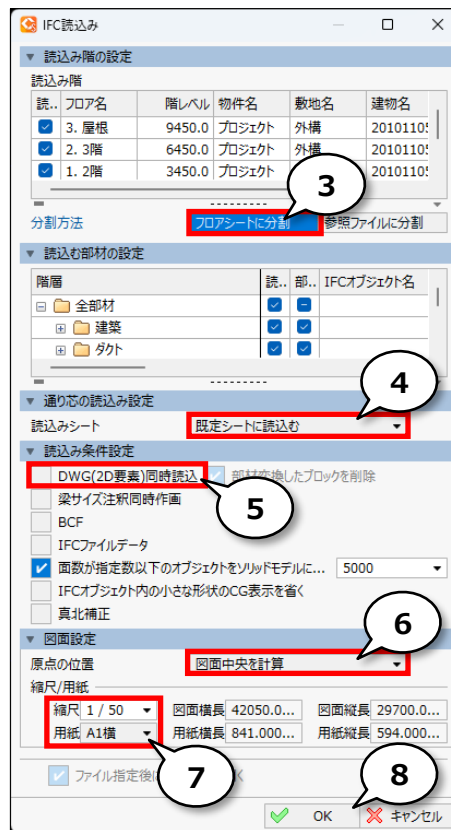 IFC読込み
読込み階の設定
読込み階
読.. フロア名 階レベル 物件名 敷地名 建物名
3. 屋根 9450.0 プロジェクト 外構 20101105
2. 3階 6450.0 プロジェクト 外構 20101105
1. 2階 3450.0 プロジェクト 20101105
3
分割方法 フロアシートに分割 参照ファイルに分割
読込む部材の設定
階層 読.. 部.. IFCオブジェクト名
全部材
建築
ダクト
4
通り芯の読込み設定
読込みシート 既定シートに読込む
読込み条件設定
DWG(2D要素)同時読込 部材変換したブロックを削除
5
梁サイズ注釈同時作画
BCF
IFCファイルデータ
面数が指定数以下のオブジェクトをソリッドモデルに... 5000
IFCオブジェクト内の小さな形状のCG表示を省く
真北補正
6
図面設定
原点の位置 図面中央を計算
縮尺/用紙
縮尺 1 / 50 図面横長 42050.0... 図面縦長 29700.0...
用紙 A1横 用紙横長 841.000... 用紙縦長 594.000...
7
8
ファイル指定後に
OK キャンセル